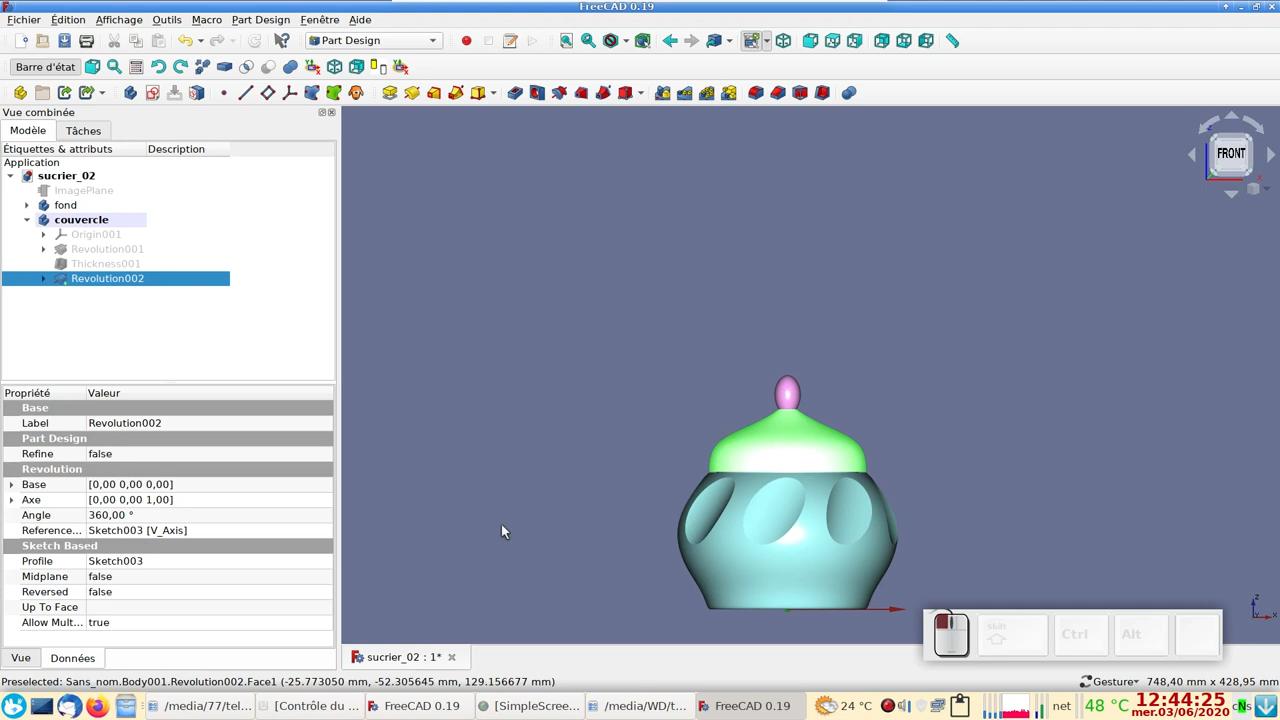 FreeCAD 0.19
Fichier Édition Affichage Outils Macro Part Design Fenêtre Aide
Part Design
Barre d'état
Vue combinée
Modèle Tâches
Étiquettes & attributs Description
Application
sucrier_02
ImagePlane
fond
couvercle
Origin001
Revolution001
Thickness001
Revolution002
Propriété Valeur
Base
Label Revolution002
Part Design
Refine false
Revolution
Base [0,00 0,00 0,00]
Axe [0,00 0,00 1,00]
Angle 360,00 °
Reference... Sketch003 [V_Axis]
Sketch Based
Profile Sketch003
Midplane false
Reversed false
Up To Face
Allow Mult... true
Vue Données
FRONT
Z
X
Z
X
shift Ctrl Alt
sucrier_02 : 1*
Preselected: Sans_nom.Body001.Revolution002.Face1 (-25.773050 mm, -52.305645 mm, 129.156677 mm)
Gesture 748,40 mm x 428,95 mm
/media/77/tei... [Contrôle du ... FreeCAD 0.19 [SimpleScree... /media/WD/t... FreeCAD 0.19 24 °C net 48 °C 12:44:25
mer.03/06/2020